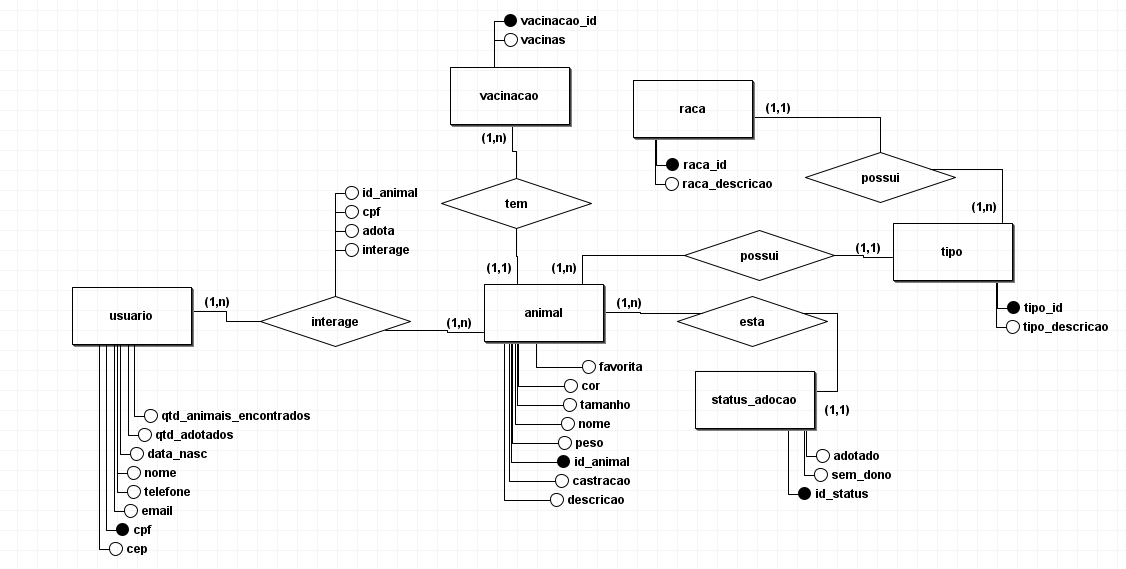 vacinacao_id
vacinas
vacinacao
(1,n)
raca
(1,1)
raca_id
raca_descricao
possui
(1,n)
tem
id_animal
cpf
adota
interage
(1,1)
(1,n)
possui
(1,1)
tipo
tipo_id
tipo_descricao
usuario
(1,n)
interage
(1,n)
animal
(1,n)
esta
status_adocao
(1,1)
favorita
cor
tamanho
nome
peso
id_animal
castracao
descricao
adotado
sem_dono
id_status
qtd_animais_encontrados
qtd_adotados
data_nasc
nome
telefone
email
cpf
cep